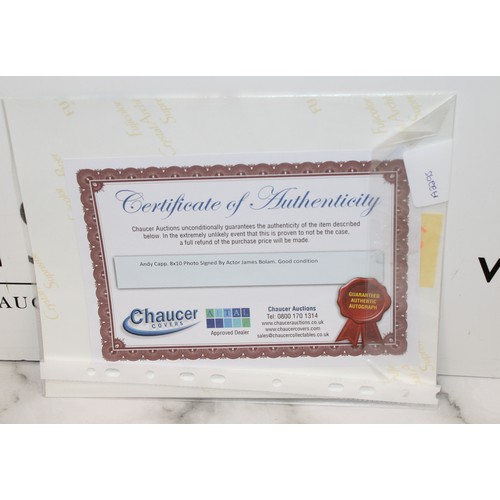 Certificate of Authenticity
Chaucer Auctions unconditionally guarantees the authenticity of the item described
below. In the extremely unlikely event that this is proven to not be the case,
a full refund of the purchase price will be made.
Andy Capp. 8x10 Photo Signed By Actor James Bolam. Good condition
Chaucer
COVERS
Approved Dealer
Chaucer Auctions
Tel: 0800 170 1314
www.chaucerauctions.co.uk
www.chaucercovers.com
sales@chaucercollectables.co.uk
GUARANTEED
AUTHENTIC
AUTOGRAPH